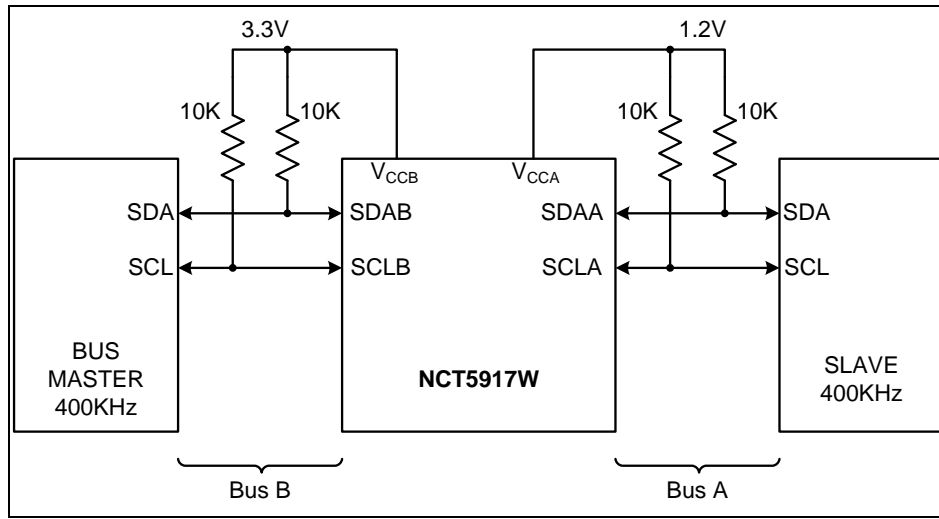 3.3V
1.2V
10K
10K
10K
10K
VCCB
VCCA
SDA
SDAB
SDAA
SDA
SCL
SCLB
SCLA
SCL
BUS
MASTER
400KHz
NCT5917W
SLAVE
400KHz
Bus B
Bus A